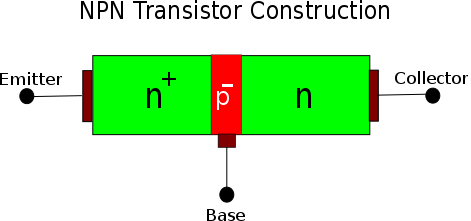 NPN Transistor Construction
Emitter
n+
p-
n
Collector
Base